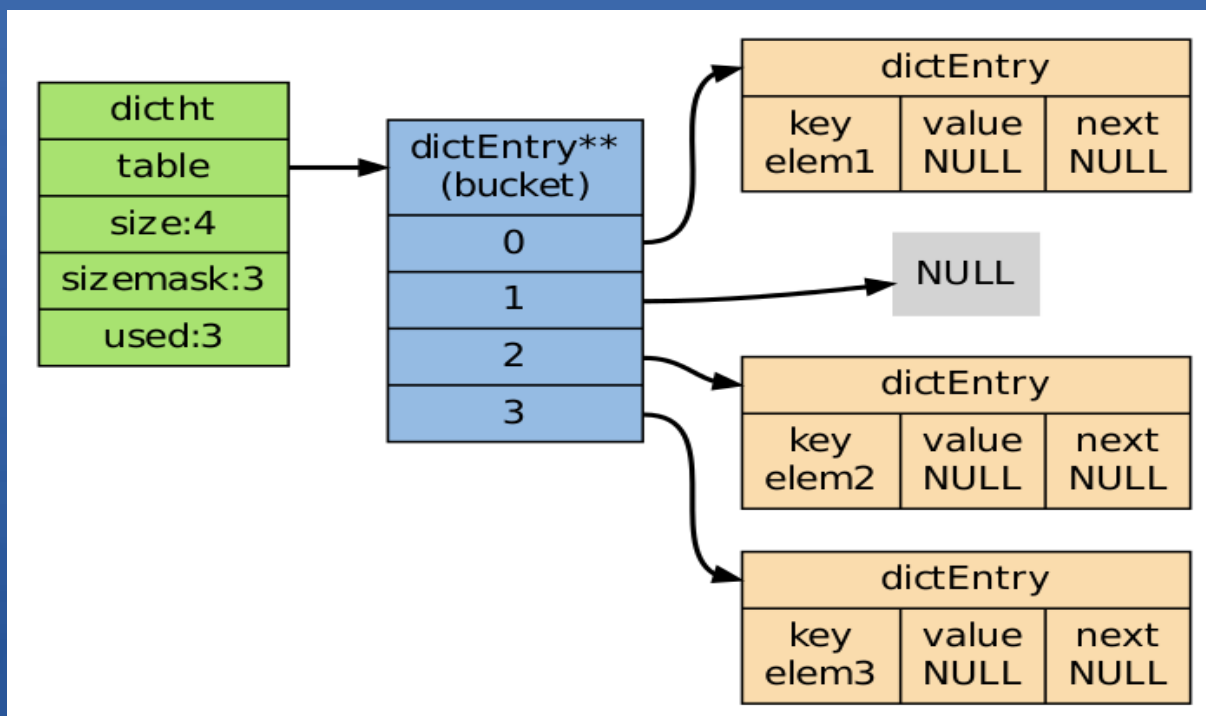 dictht
table
size:4
sizemask:3
used:3
dictEntry**
(bucket)
0
1
2
3
dictEntry
key value next
elem1 NULL NULL
NULL
dictEntry
key value next
elem2 NULL NULL
dictEntry
key value next
elem3 NULL NULL